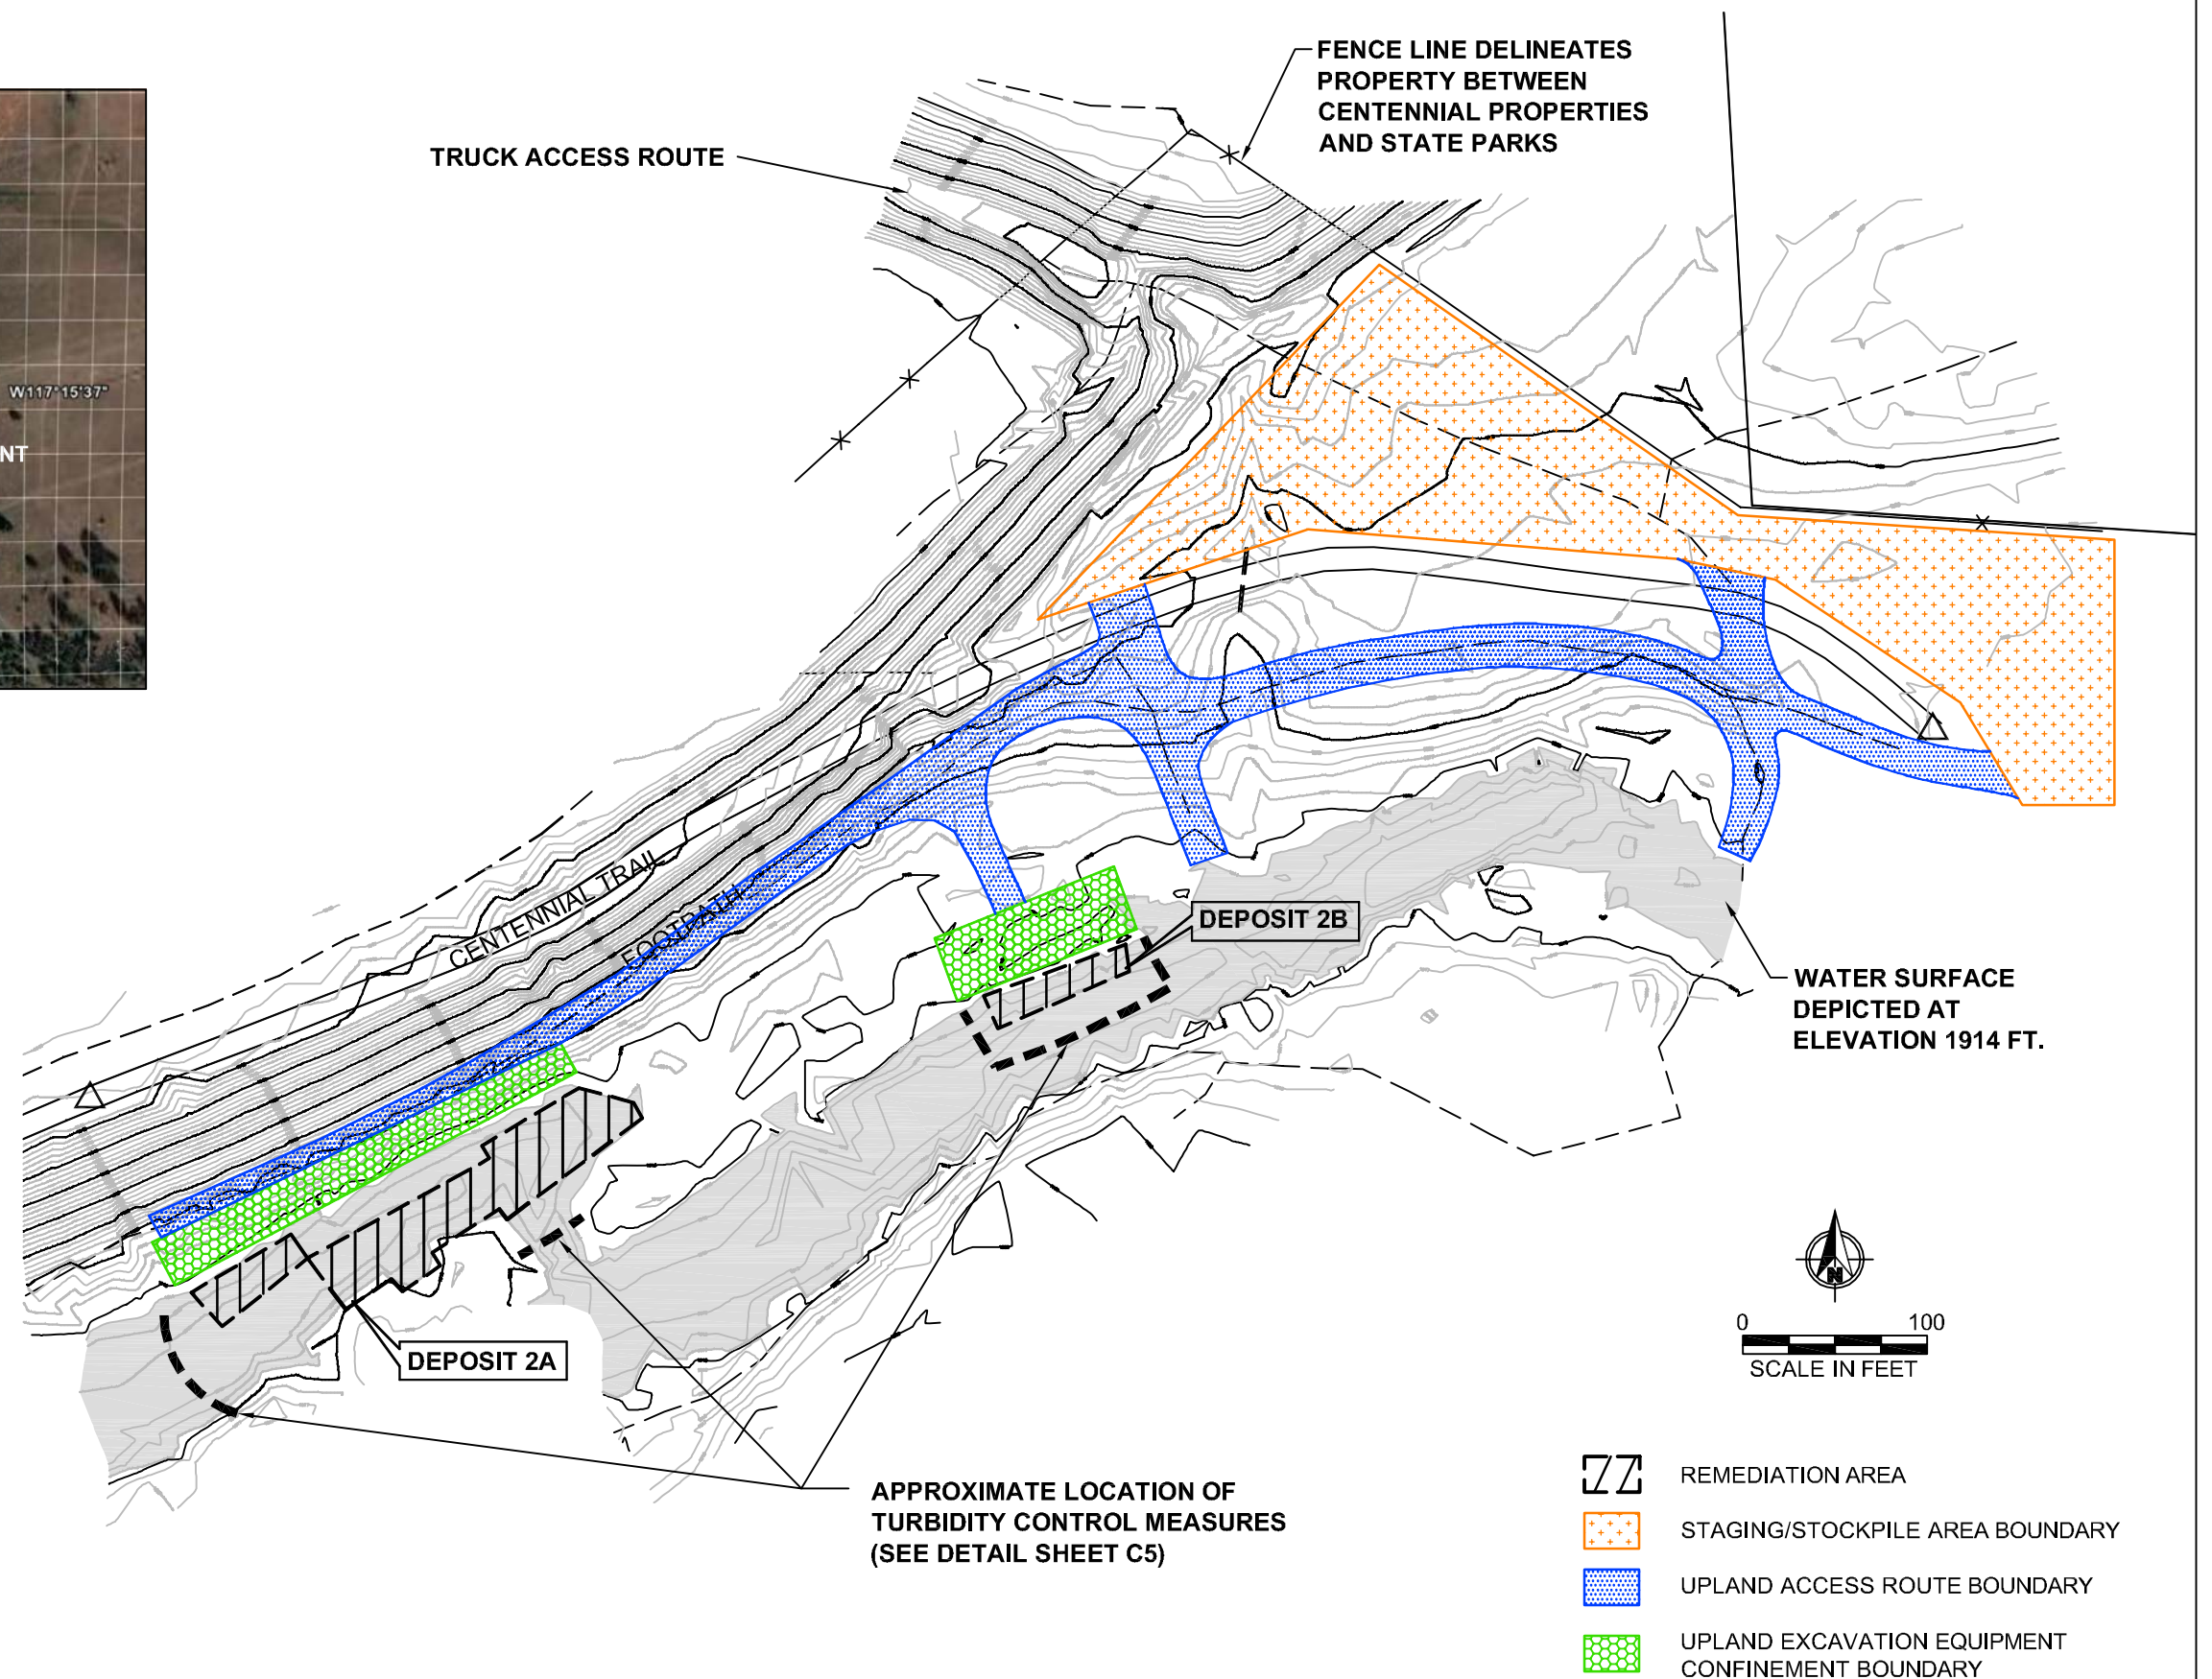 FENCE LINE DELINEATES
PROPERTY BETWEEN
CENTENNIAL PROPERTIES
AND STATE PARKS
TRUCK ACCESS ROUTE
W117°15'37"
NT
CENTENNIAL TRAIL
FOOTPATH
DEPOSIT 2B
WATER SURFACE
DEPICTED AT
ELEVATION 1914 FT.
DEPOSIT 2A
N
0 100
SCALE IN FEET
APPROXIMATE LOCATION OF
TURBIDITY CONTROL MEASURES
(SEE DETAIL SHEET C5)
REMEDIATION AREA
STAGING/STOCKPILE AREA BOUNDARY
UPLAND ACCESS ROUTE BOUNDARY
UPLAND EXCAVATION EQUIPMENT
CONFINEMENT BOUNDARY